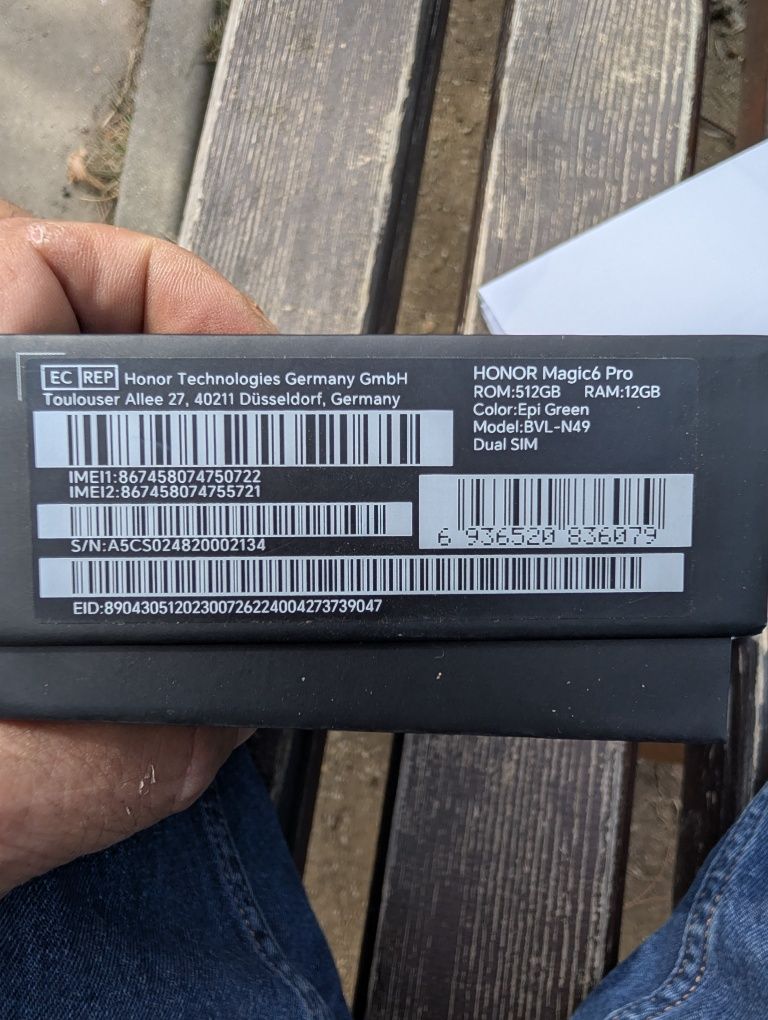 EC REP Honor Technologies Germany GmbH
Toulouser Allee 27, 40211 Düsseldorf, Germany
IMEI1:867458074750722
IMEI2:867458074755721
S/N:A5CS024820002134
EID:89043051202300726224004273739047
HONOR Magic6 Pro
ROM:512GB RAM:12GB
Color:Epi Green
Model:BVL-N49
Dual SIM
6 936520 836079